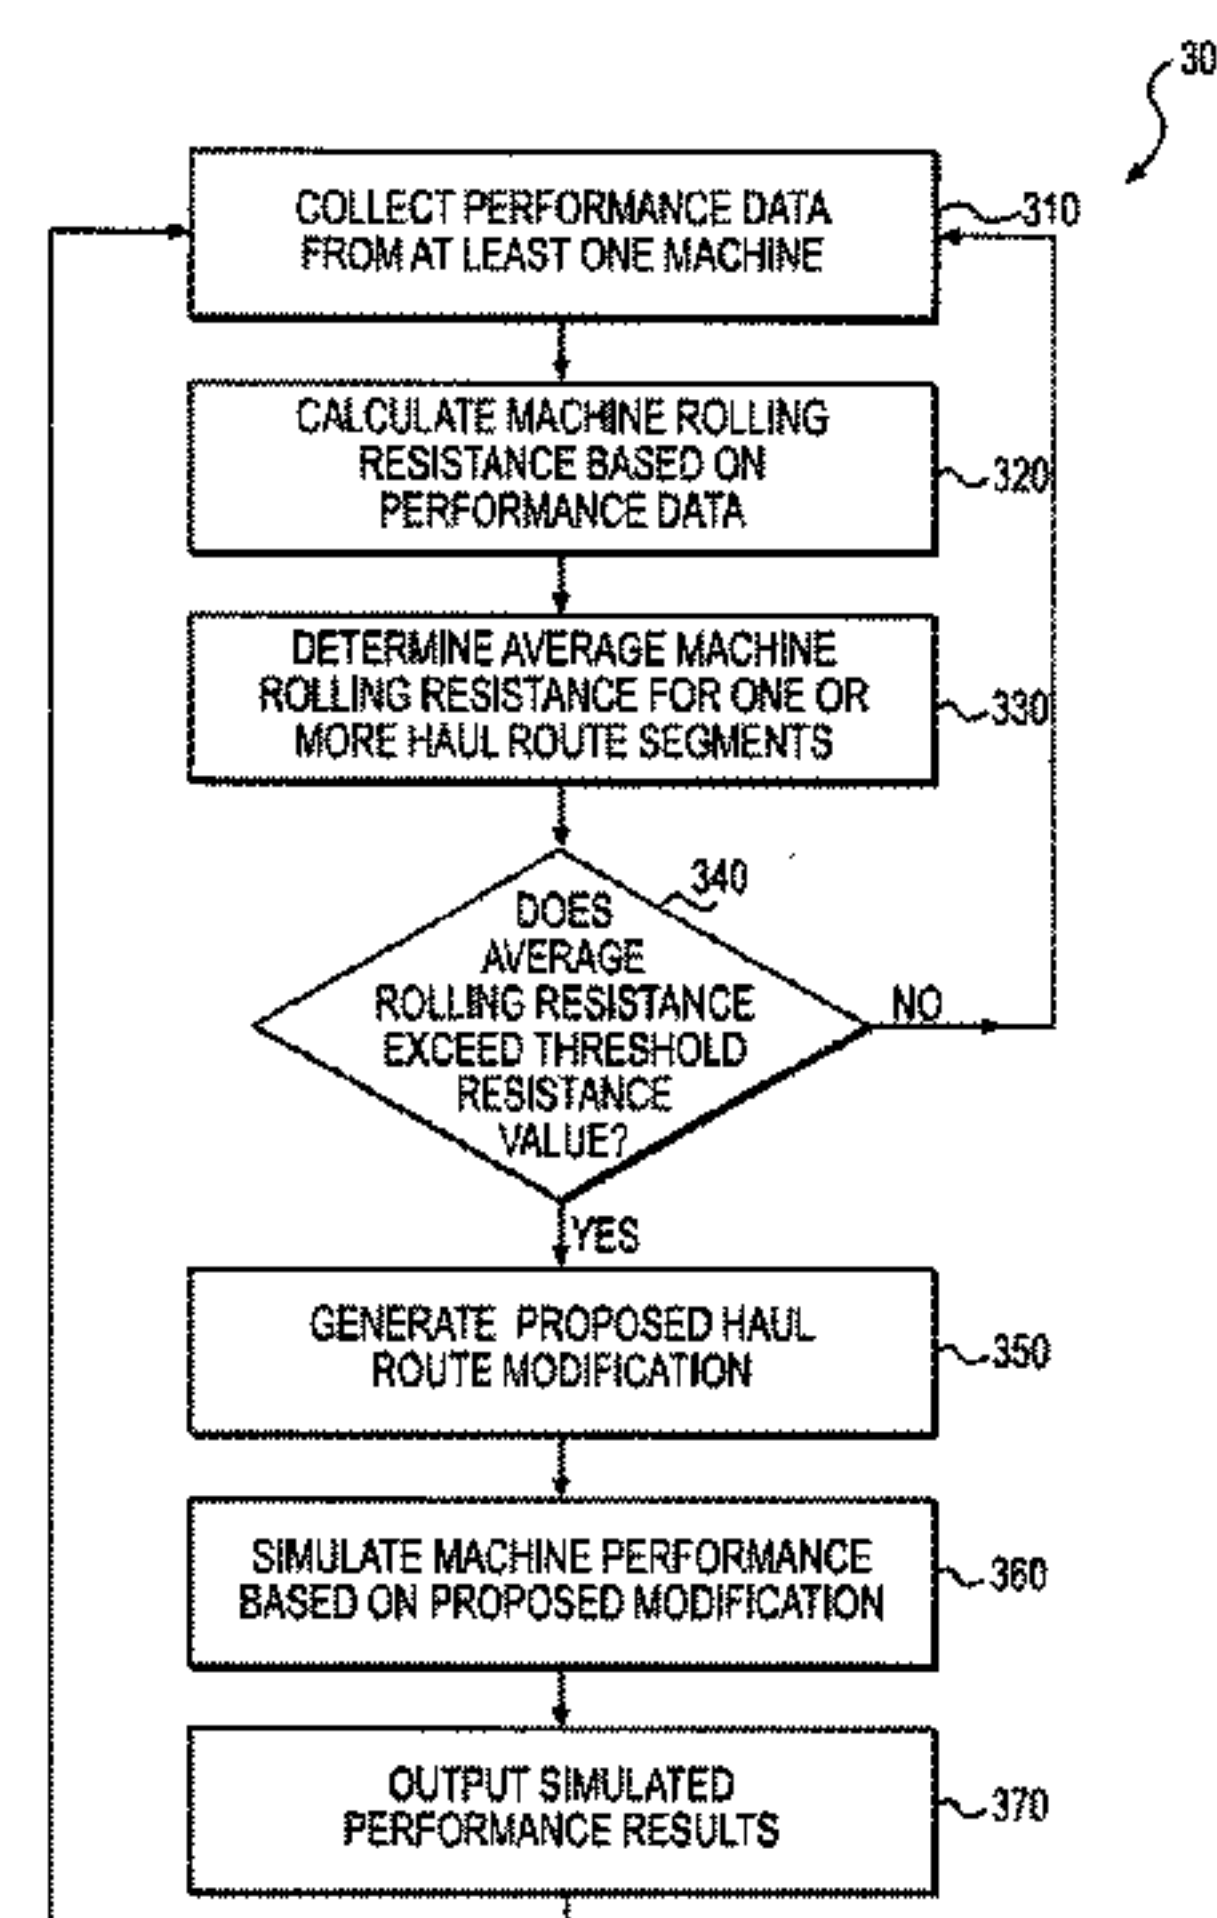 30
COLLECT PERFORMANCE DATA
FROM AT LEAST ONE MACHINE
310
CALCULATE MACHINE ROLLING
RESISTANCE BASED ON
PERFORMANCE DATA
320
DETERMINE AVERAGE MACHINE
ROLLING RESISTANCE FOR ONE OR
MORE HAUL ROUTE SEGMENTS
330
340
DOES
AVERAGE
ROLLING RESISTANCE
EXCEED THRESHOLD
RESISTANCE
VALUE?
NO
YES
GENERATE PROPOSED HAUL
ROUTE MODIFICATION
350
SIMULATE MACHINE PERFORMANCE
BASED ON PROPOSED MODIFICATION
360
OUTPUT SIMULATED
PERFORMANCE RESULTS
370